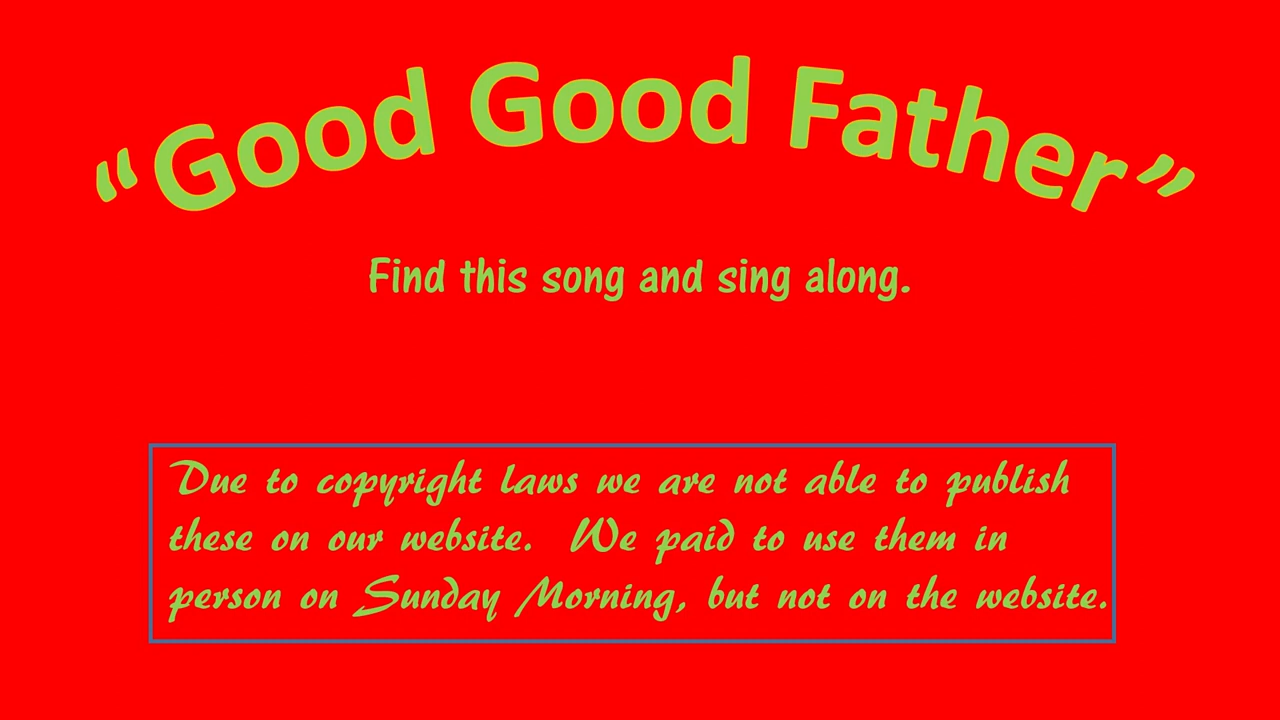 “Good Good Father”
Find this song and sing along.
Due to copyright laws we are not able to publish
these on our website.  We paid to use them in
person on Sunday Morning, but not on the website.